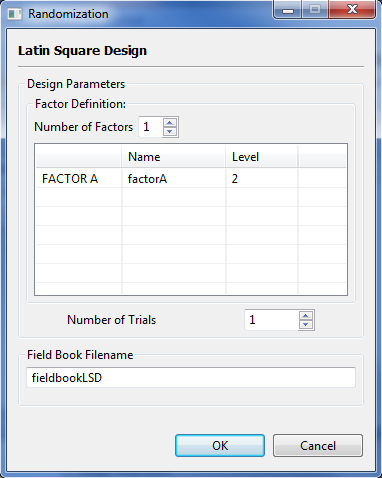 Randomization
Latin Square Design
Design Parameters
Factor Definition:
Number of Factors 1
Name Level
FACTOR A factorA 2
Number of Trials 1
Field Book Filename
fieldbookLSD
OK Cancel